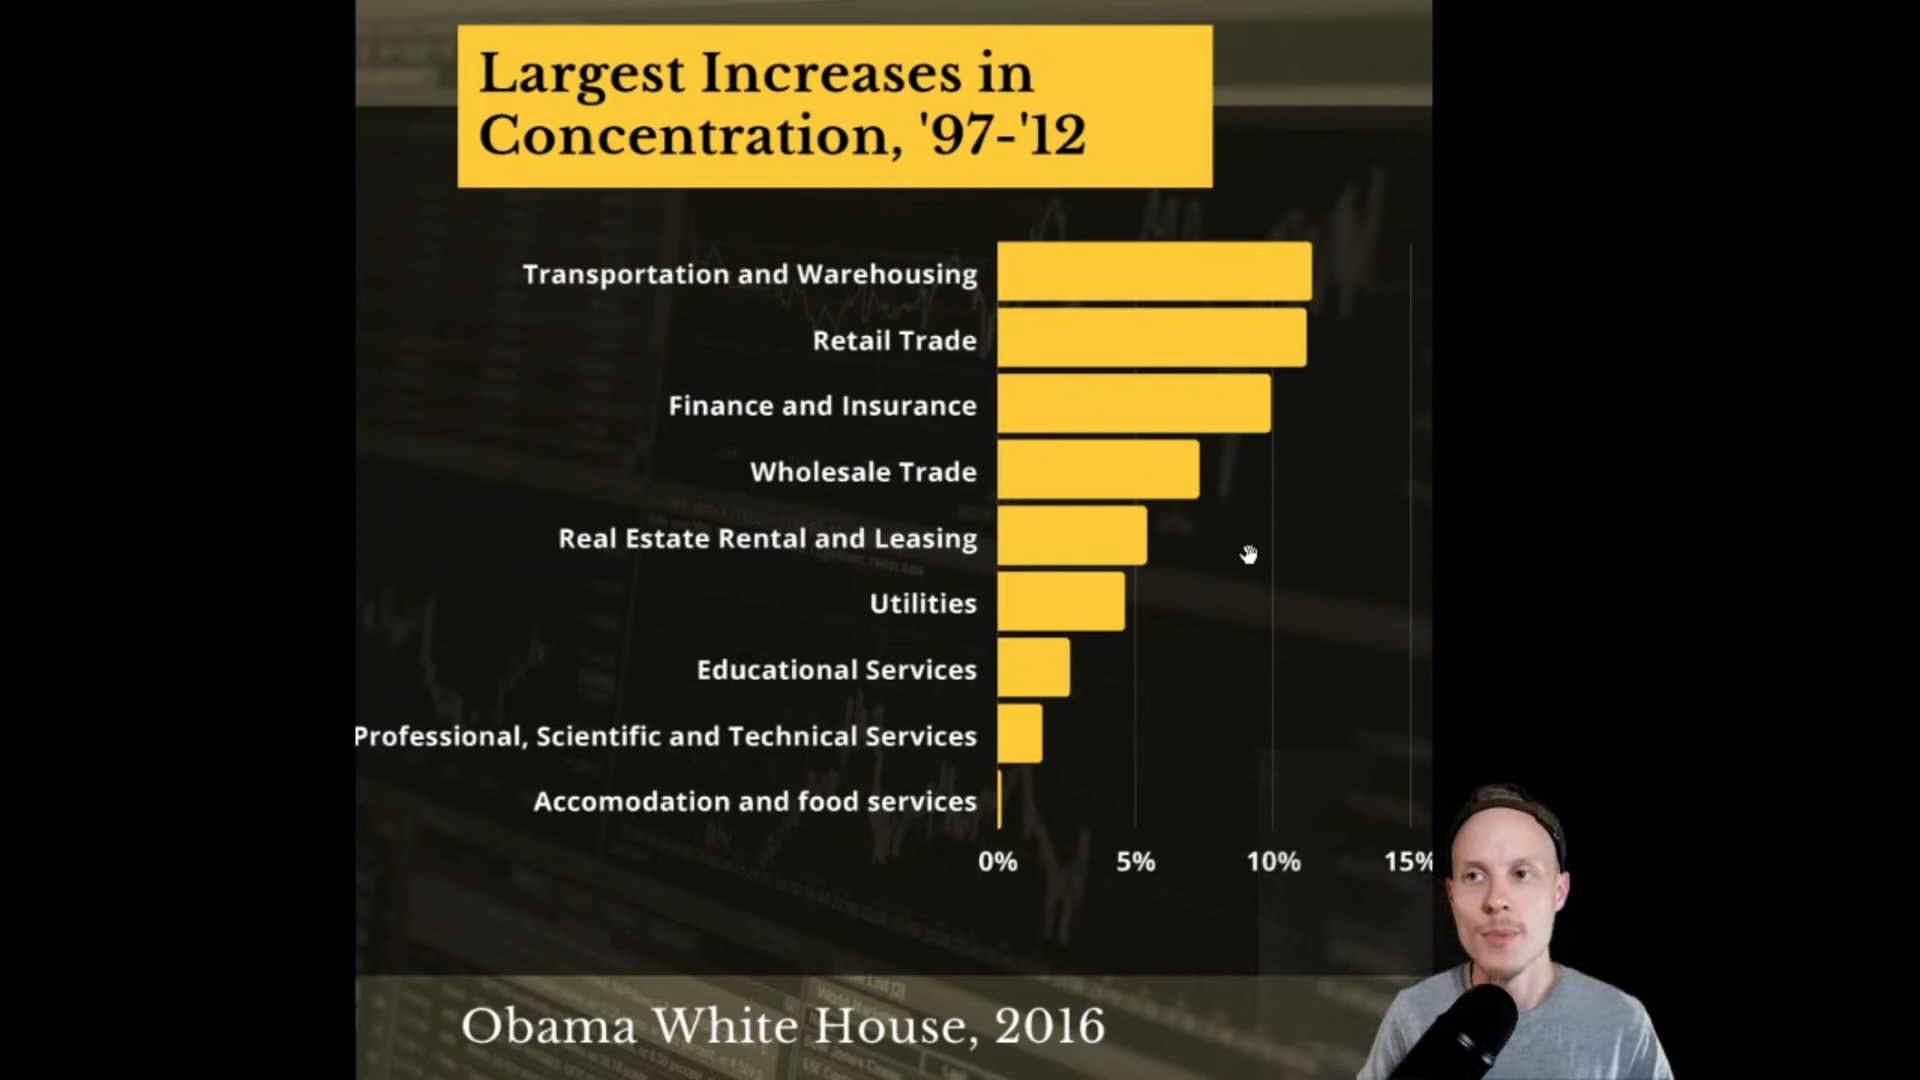 Largest Increases in
Concentration, '97-'12
Transportation and Warehousing
Retail Trade
Finance and Insurance
Wholesale Trade
Real Estate Rental and Leasing
Utilities
Educational Services
Professional, Scientific and Technical Services
Accomodation and food services
0% 5% 10% 15%
Obama White House, 2016